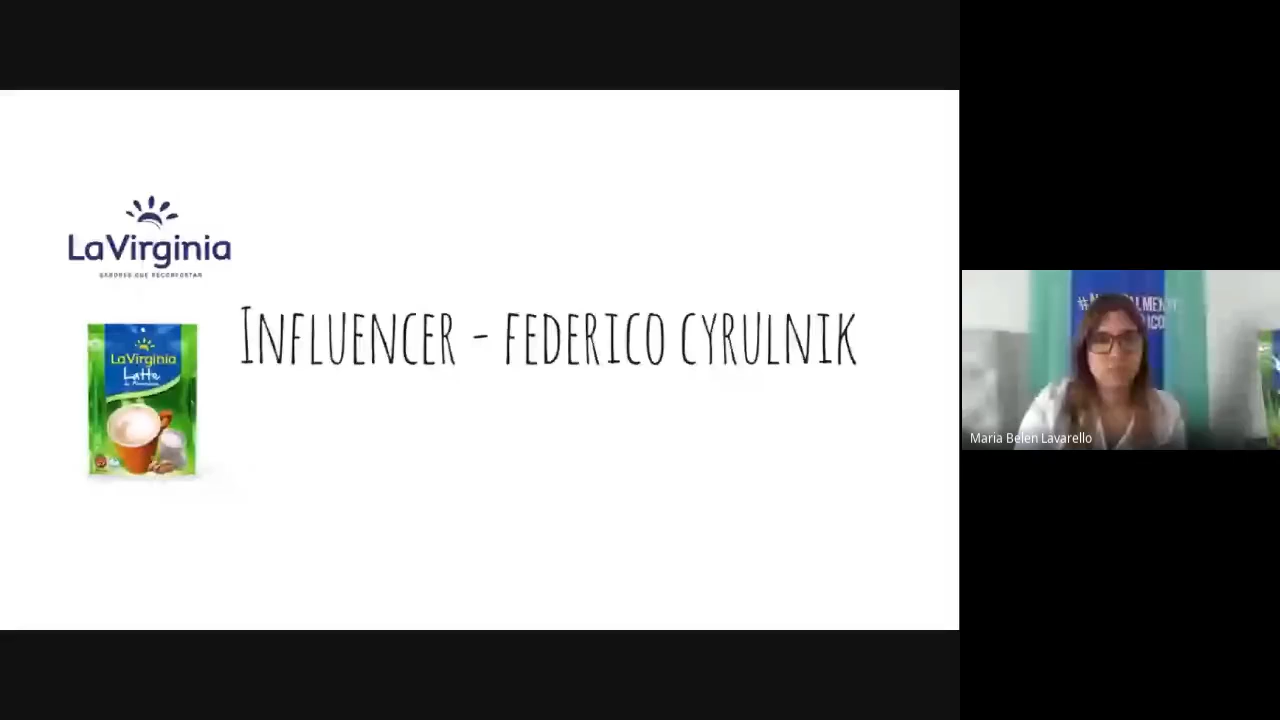 LaVirginia
SABORES QUE RECONFORTAN
INFLUENCER - FEDERICO CYRULNIK
LaVirginia
Latte
Maria Belen Lavarello